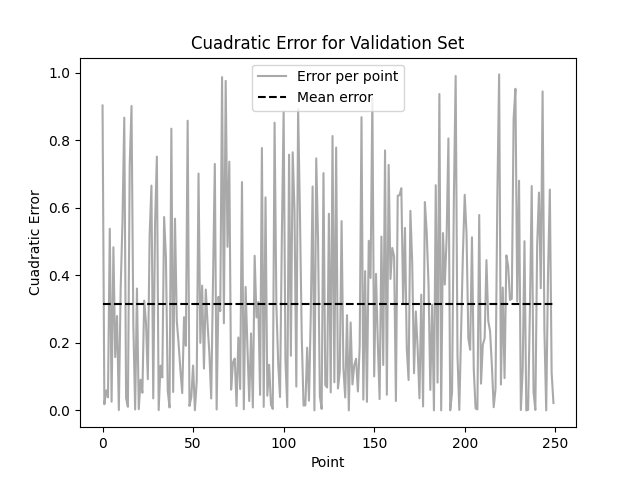 Cuadratic Error for Validation Set
Error per point
Mean error
Cuadratic Error
1.0
0.8
0.6
0.4
0.2
0.0
0 50 100 150 200 250
Point